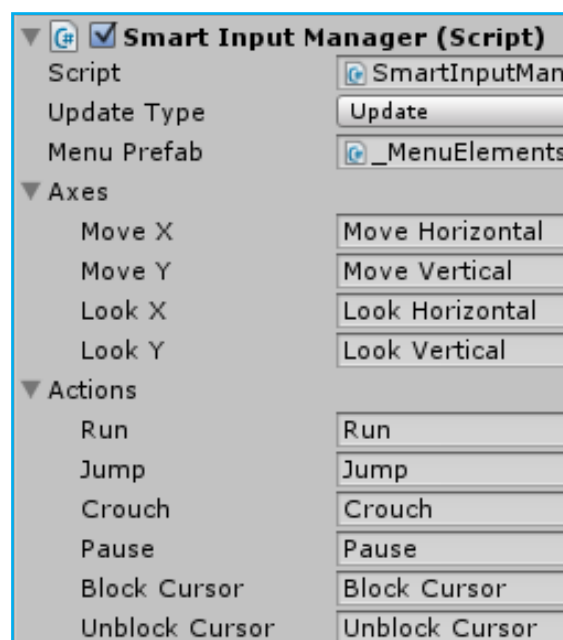 Smart Input Manager (Script)
Script SmartInputMan
Update Type Update
Menu Prefab _MenuElements
Axes
Move X Move Horizontal
Move Y Move Vertical
Look X Look Horizontal
Look Y Look Vertical
Actions
Run Run
Jump Jump
Crouch Crouch
Pause Pause
Block Cursor Block Cursor
Unblock Cursor Unblock Cursor